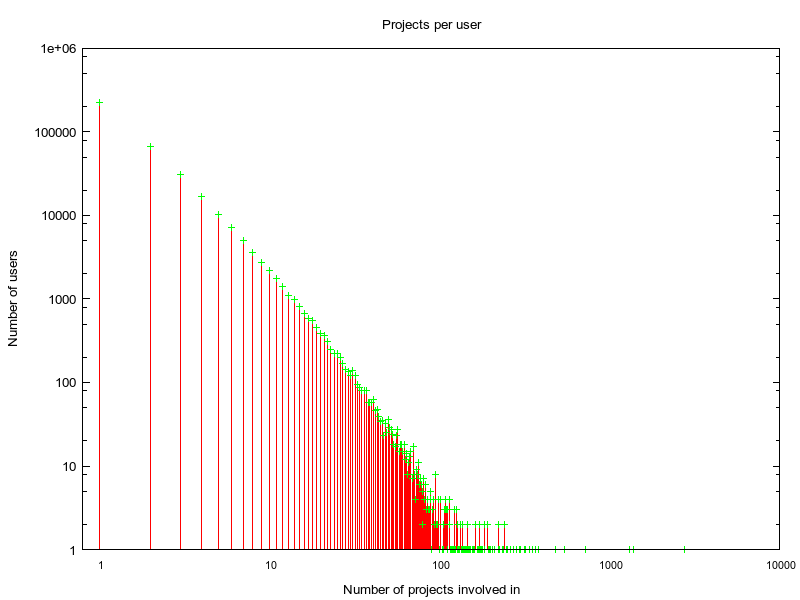 Projects per user
1e+06
100000
10000
1000
100
10
1
1 10 100 1000 10000
Number of users
Number of projects involved in